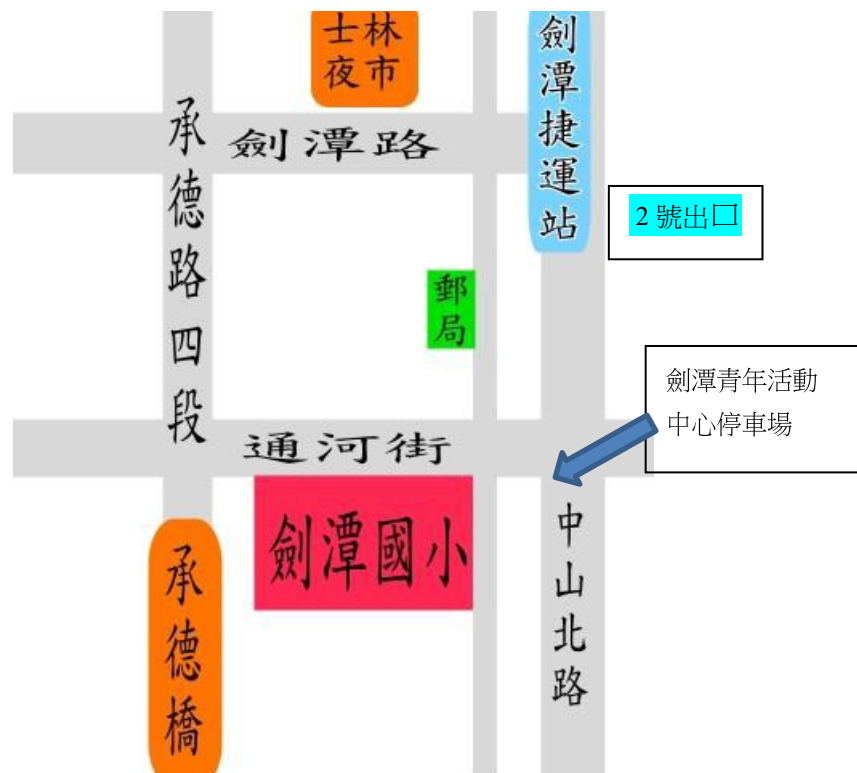 士林
夜市
劍潭捷運站
承德路四段
劍潭路
2 號出口
郵局
劍潭青年活動
中心停車場
通河街
劍潭國小
中山北路
承德橋